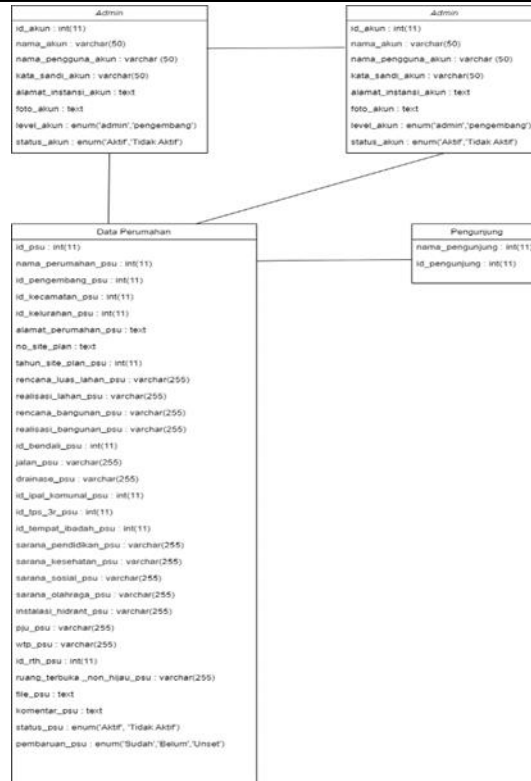 Admin
id_akun : int(11)
nama_akun : varchar(50)
nama_pengguna_akun : varchar (50)
kata_sandi_akun : varchar(50)
alamat_instansi_akun : text
foto_akun : text
level_akun : enum('admin','pengembang')
status_akun : enum('Aktif','Tidak Aktif')
Admin
id_akun : int(11)
nama_akun : varchar(50)
nama_pengguna_akun : varchar (50)
kata_sandi_akun : varchar(50)
alamat_instansi_akun : text
foto_akun : text
level_akun : enum('admin','pengembang')
status_akun : enum('Aktif','Tidak Aktif')
Data Perumahan
id_psu : int(11)
nama_perumahan_psu : int(11)
id_pengembang_psu : int(11)
id_kecamatan_psu : int(11)
id_kelurahan_psu : int(11)
alamat_perumahan_psu : text
no_site_plan : text
tahun_site_plan_psu : int(11)
rencana_luas_lahan_psu : varchar(255)
realisasi_lahan_psu : varchar(255)
rencana_bangunan_psu : varchar(255)
realisasi_bangunan_psu : varchar(255)
id_bendali_psu : int(11)
jalan_psu : varchar(255)
drainase_psu : varchar(255)
id_ipal_komunal_psu : int(11)
id_tps_3r_psu : int(11)
id_tempat_ibadah_psu : int(11)
sarana_pendidikan_psu : varchar(255)
sarana_kesehatan_psu : varchar(255)
sarana_sosial_psu : varchar(255)
sarana_olahraga_psu : varchar(255)
instalasi_hidrant_psu : varchar(255)
pju_psu : varchar(255)
wtp_psu : varchar(255)
id_rth_psu : int(11)
ruang_terbuka _non_hijau_psu : varchar(255)
file_psu : text
komentar_psu : text
status_psu : enum('Aktif', 'Tidak Aktif')
pembaruan_psu : enum('Sudah','Belum','Unset')
Pengunjung
nama_pengunjung : int(11)
id_pengunjung : int(11)